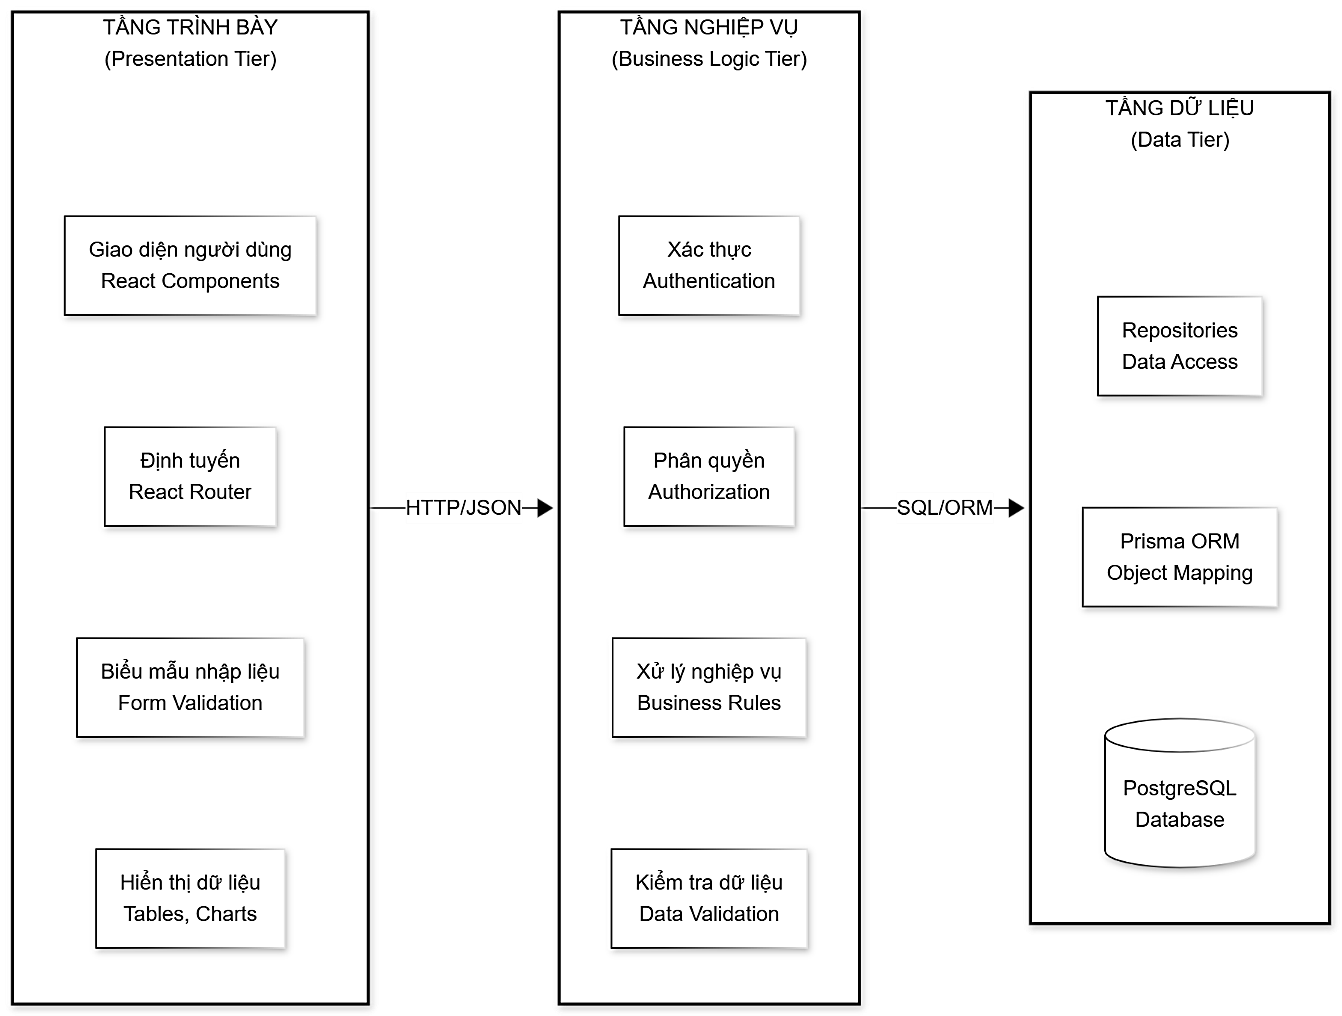 TẦNG TRÌNH BÀY
(Presentation Tier)
Giao diện người dùng
React Components
Định tuyến
React Router
Biểu mẫu nhập liệu
Form Validation
Hiển thị dữ liệu
Tables, Charts
HTTP/JSON
TẦNG NGHIỆP VỤ
(Business Logic Tier)
Xác thực
Authentication
Phân quyền
Authorization
Xử lý nghiệp vụ
Business Rules
Kiểm tra dữ liệu
Data Validation
SQL/ORM
TẦNG DỮ LIỆU
(Data Tier)
Repositories
Data Access
Prisma ORM
Object Mapping
PostgreSQL
Database